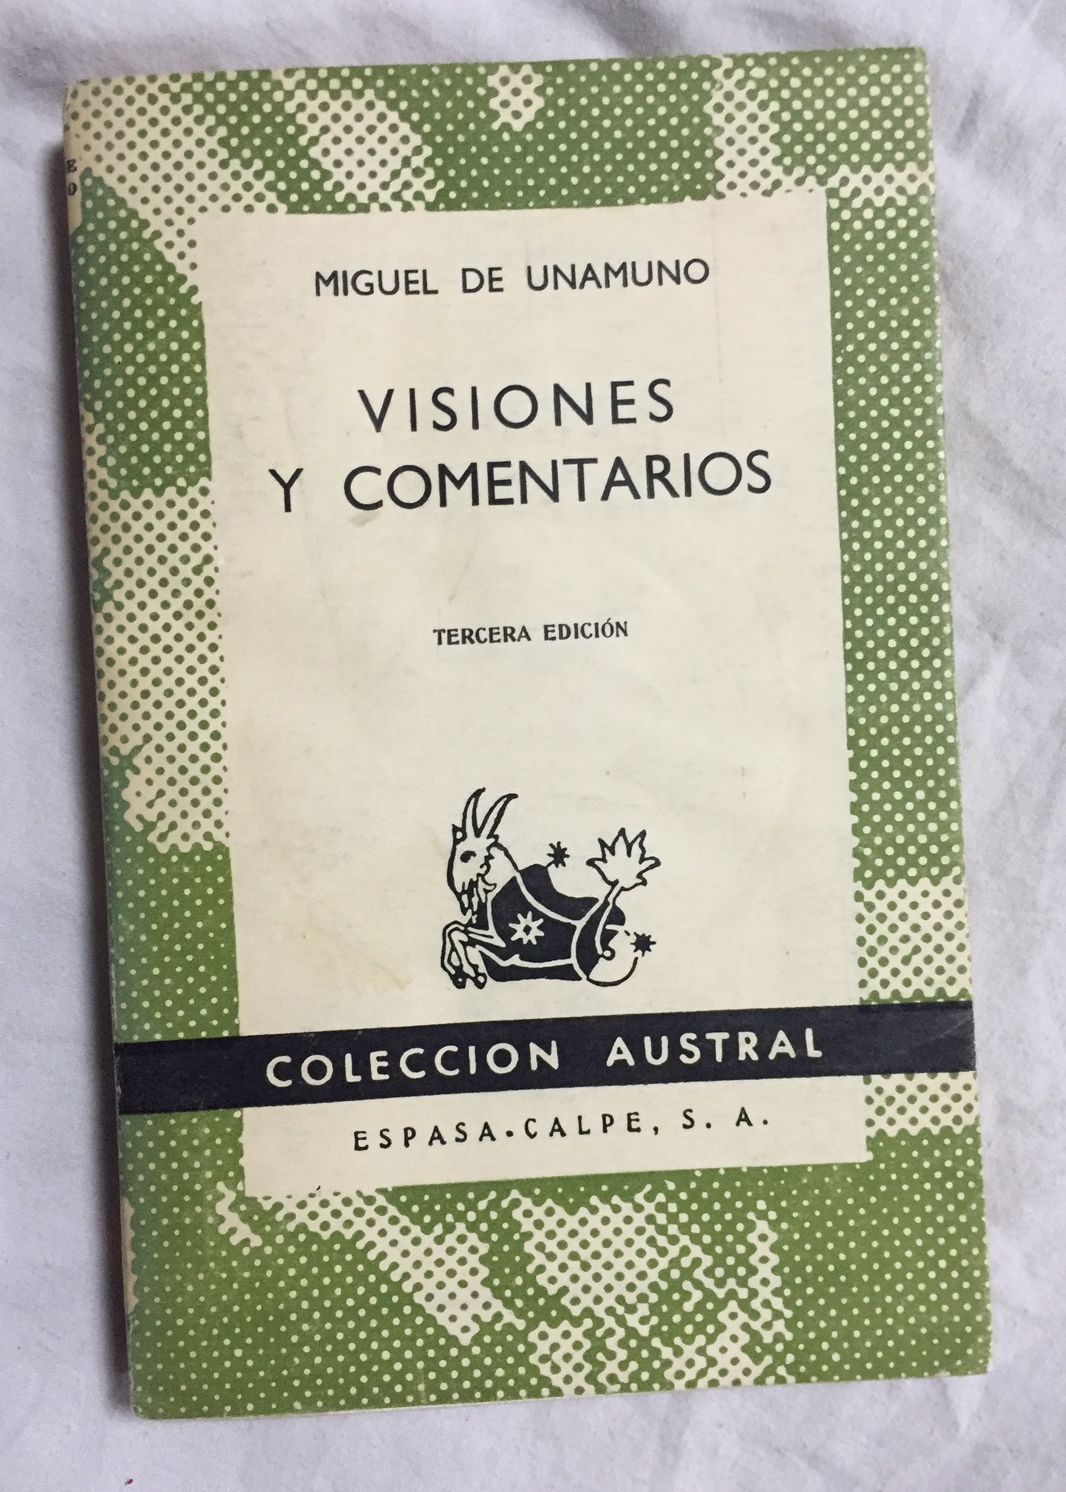 MIGUEL DE UNAMUNO
VISIONES
Y COMENTARIOS
TERCERA EDICIÓN
COLECCION AUSTRAL
ESPASA-CALPE, S. A.